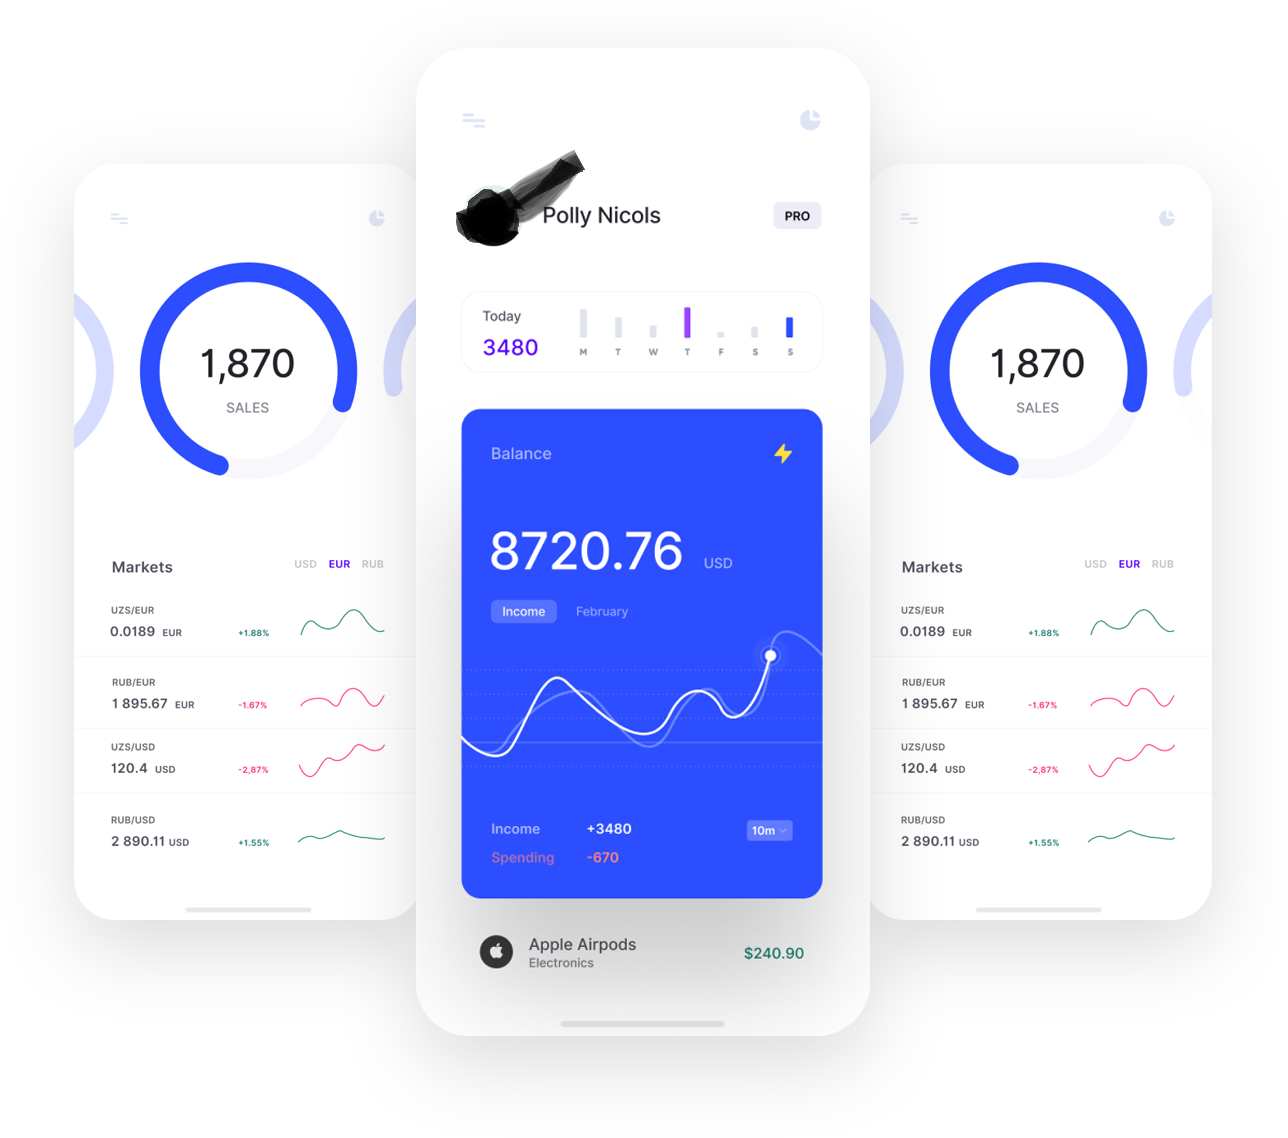 1,870
SALES
Markets USD EUR RUB
UZS/EUR
0.0189 EUR +1.88%
RUB/EUR
1 895.67 EUR -1.67%
UZS/USD
120.4 USD -2,87%
RUB/USD
2 890.11 USD +1.55%
Polly Nicols PRO
Today
3480
M T W T F S S
Balance
8720.76 USD
Income February
Income +3480 10m
Spending -670
Apple Airpods
Electronics
$240.90
1,870
SALES
Markets USD EUR RUB
UZS/EUR
0.0189 EUR +1.88%
RUB/EUR
1 895.67 EUR -1.67%
UZS/USD
120.4 USD -2,87%
RUB/USD
2 890.11 USD +1.55%